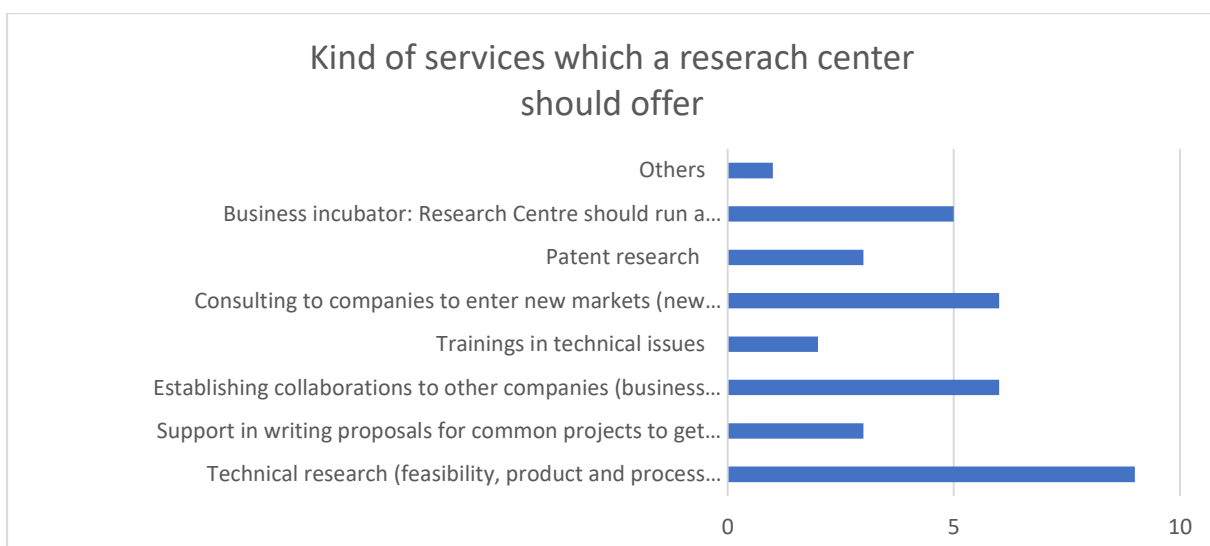 Kind of services which a reserach center
should offer
Others
Business incubator: Research Centre should run a...
Patent research
Consulting to companies to enter new markets (new...
Trainings in technical issues
Establishing collaborations to other companies (business...
Support in writing proposals for common projects to get...
Technical research (feasibility, product and process...
0 5 10